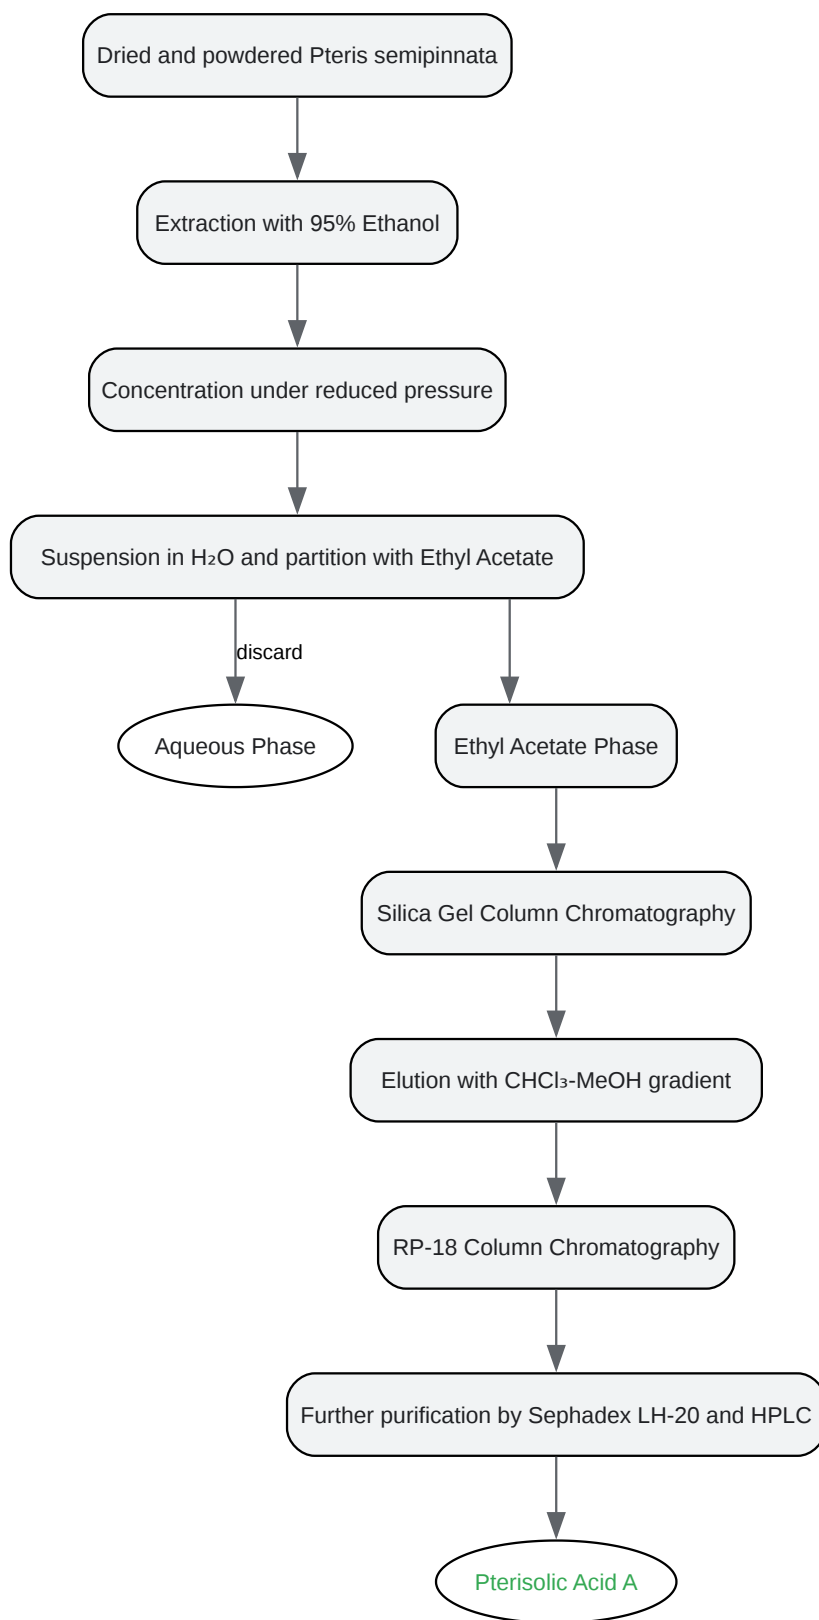 Dried and powdered Pteris semipinnata
Extraction with 95% Ethanol
Concentration under reduced pressure
Suspension in H₂O and partition with Ethyl Acetate
discard
Aqueous Phase
Ethyl Acetate Phase
Silica Gel Column Chromatography
Elution with CHCl₃-MeOH gradient
RP-18 Column Chromatography
Further purification by Sephadex LH-20 and HPLC
Pterisolic Acid A